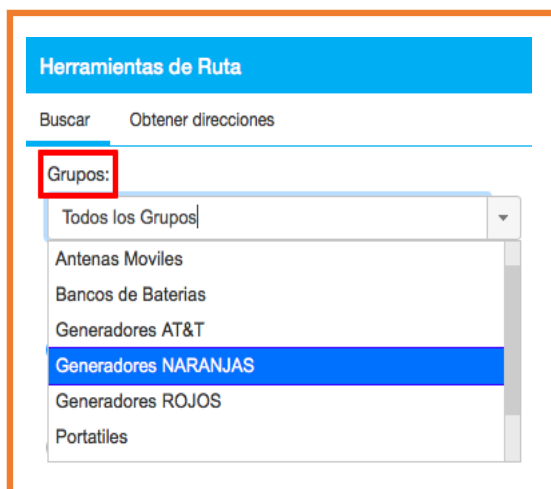 Herramientas de Ruta
Buscar Obtener direcciones
Grupos:
Todos los Grupos
Antenas Moviles
Bancos de Baterias
Generadores AT&T
Generadores NARANJAS
Generadores ROJOS
Portatiles